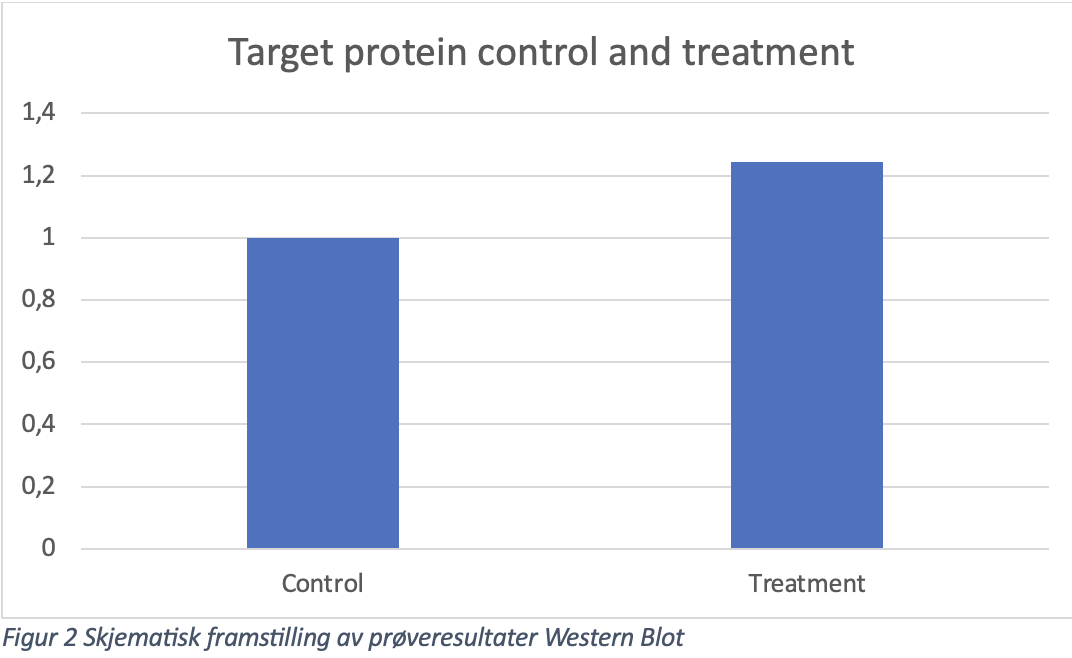 Target protein control and treatment
1,4
1,2
1
0,8
0,6
0,4
0,2
0
Control Treatment
Figur 2 Skjematisk framstilling av prøveresultater Western Blot